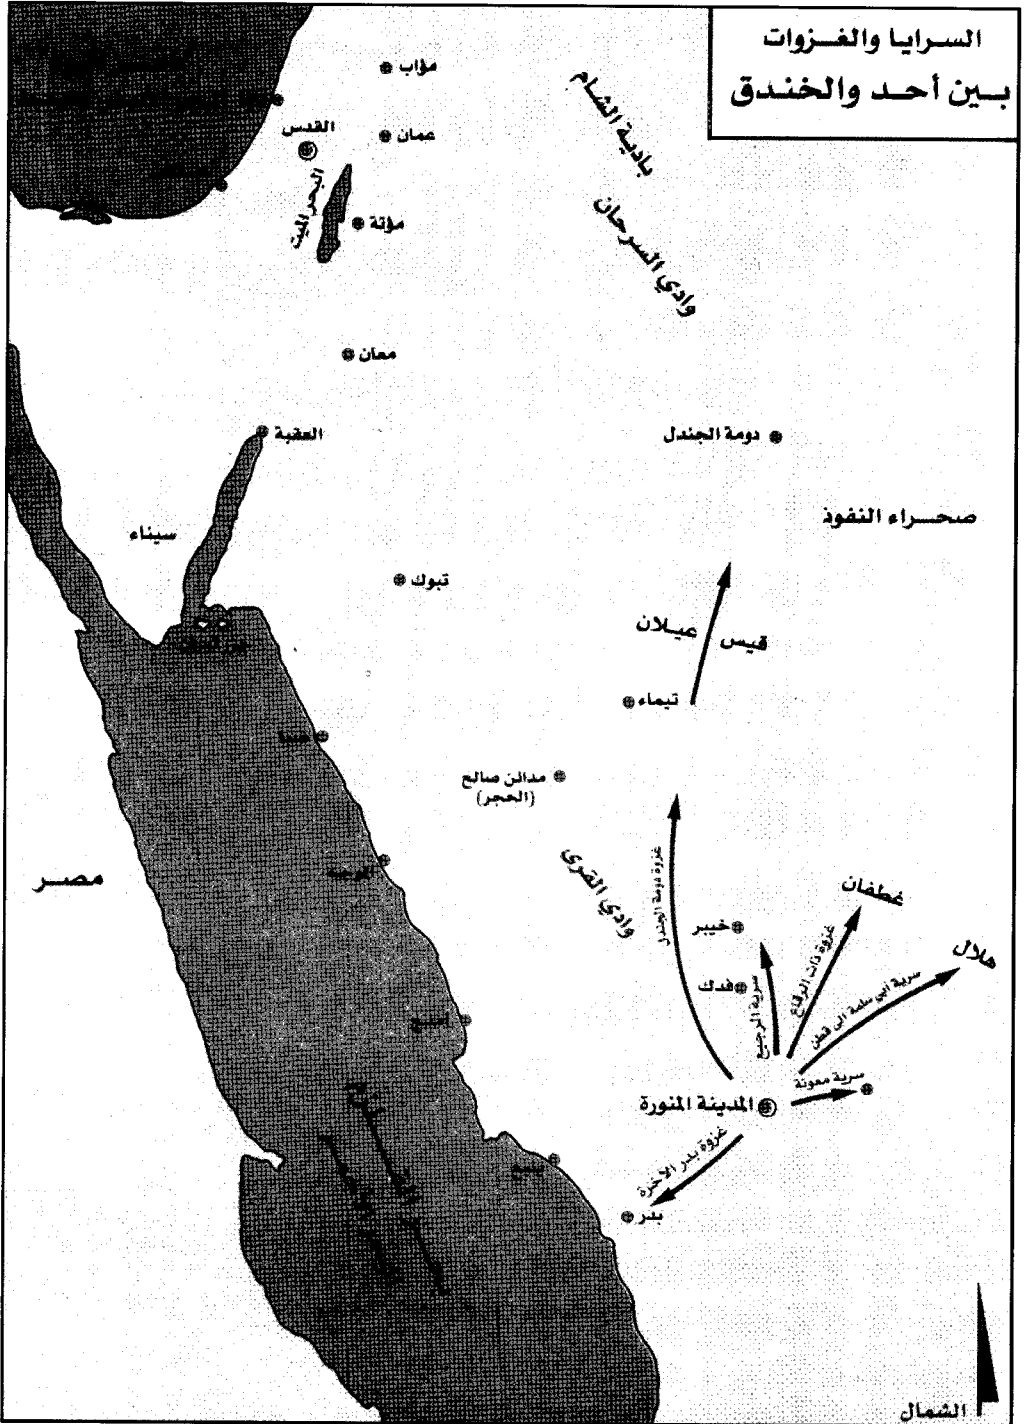 السرايا والغزوات
بين أحد والخندق
مؤاب
القدس
عمان
بادية الشام
البحر الميت
مؤتة
وادي السرحان
معان
العقبة
دومة الجندل
صحراء النفوذ
سيناء
تبوك
قيس عيلان
تيماء
مدائن صالح
(الحجر)
الوجه
مصر
وادي القرى
غزوة دومة الجندل
خيبر
غطفان
غزوة ذات الرقاع
هلال
سرية أبي سلمة الى قطن
فدك
سرية الرجيع
أملج
سرية معونة
المدينة المنورة
غزوة بدر الآخرة
ينبع
بدر
الشمال